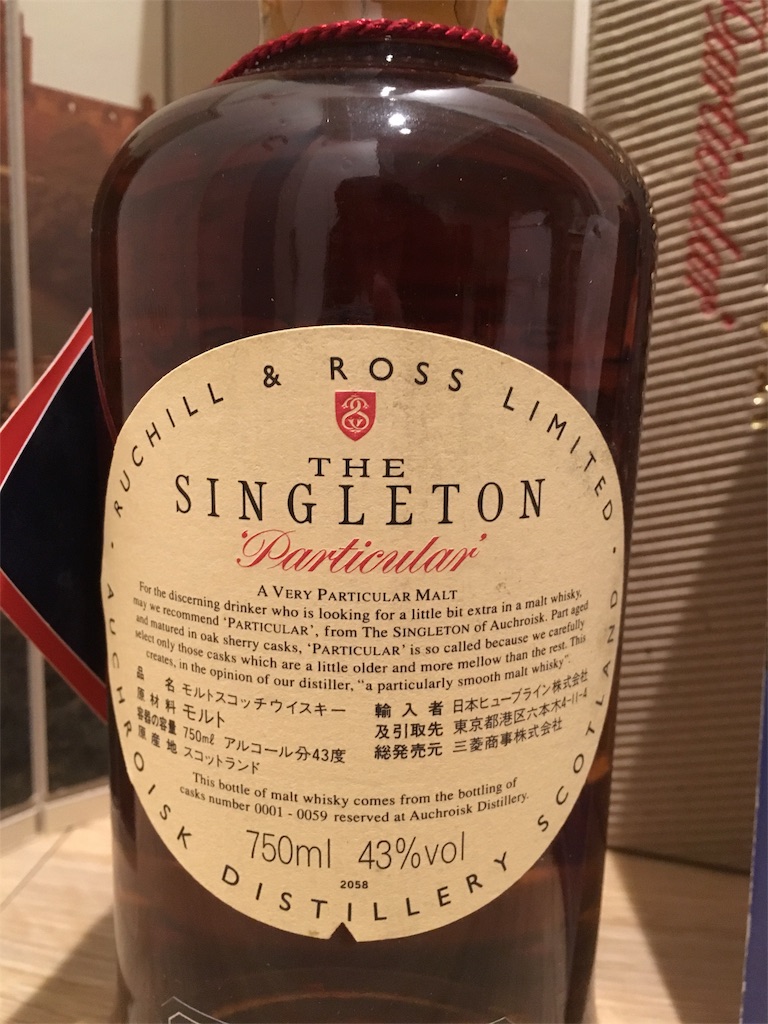 RUCHILL & ROSS LIMITED
THE
SINGLETON
'Particular'
A VERY PARTICULAR MALT
For the discerning drinker who is looking for a little bit extra in a malt whisky,
may we recommend 'PARTICULAR', from The SINGLETON of Auchroisk. Part aged
and matured in oak sherry casks, 'PARTICULAR' is so called because we carefully
select only those casks which are a little older and more mellow than the rest. This
creates, in the opinion of our distiller, "a particularly smooth malt whisky".
品名 モルトスコッチウイスキー
原材料 モルト
容器の容量 750ml アルコール分43度
原産地 スコットランド
輸入者 日本ヒューブライン株式会社
及引取先 東京都港区六本木4-11-4
総発売元 三菱商事株式会社
This bottle of malt whisky comes from the bottling of
casks number 0001 - 0059 reserved at Auchroisk Distillery.
750ml 43%vol
2058
AUCHROISK DISTILLERY SCOTLAND
Particular'